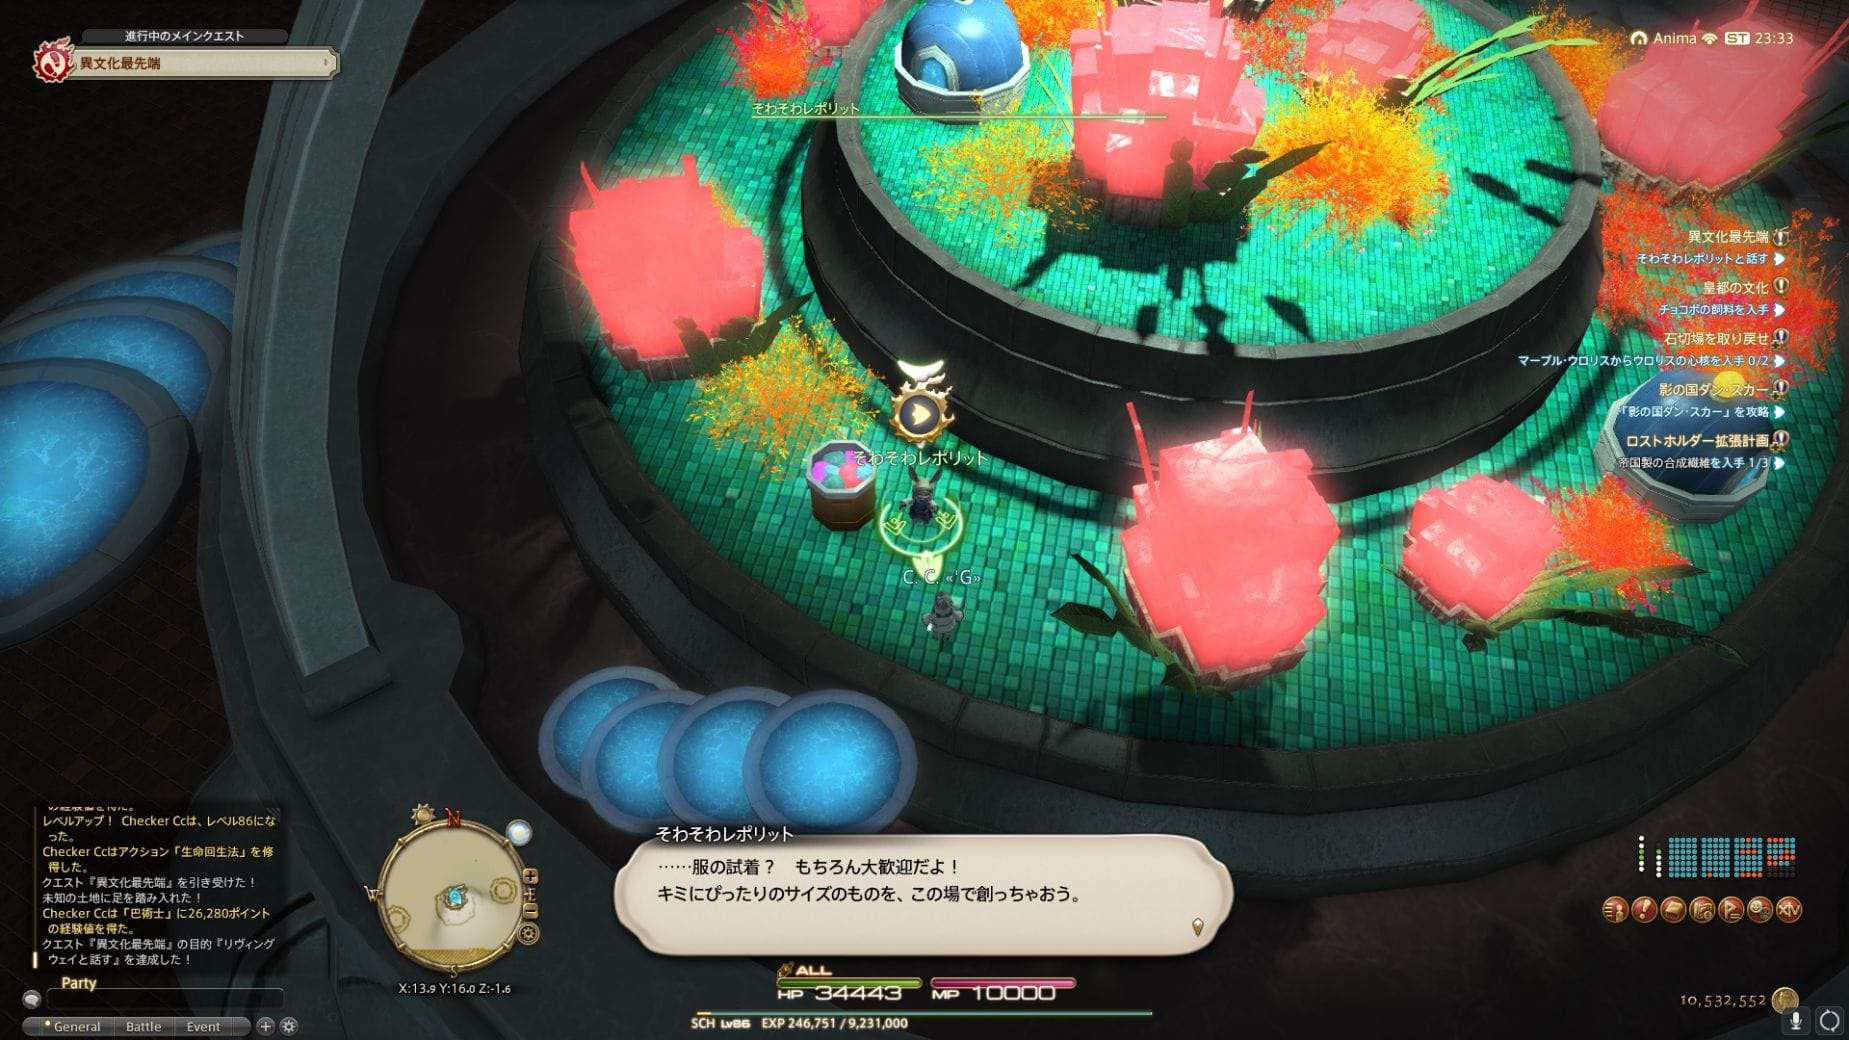 進行中のメインクエスト
異文化最先端
Anima ST 23:33
そわそわレポリット
異文化最先端
そわそわレポリットと話す
皇都の文化
チョコボの飼料を入手
石切場を取り戻せ
マーブル・ウロリスからウロリスの心核を入手 0/2
影の国ダン・スカー
「影の国ダン・スカー」を攻略
ロストホルダー拡張計画
帝国製の合成繊維を入手 1/3
そわそわレポリット
C. C. «'G»
の経験値を得た。
レベルアップ！ Checker Ccは、レベル86にな
った。
Checker Ccはアクション「生命回生法」を修
得した。
クエスト『異文化最先端』を引き受けた！
未知の土地に足を踏み入れた！
Checker Ccは「巴術士」に26,280ポイント
の経験値を得た。
クエスト『異文化最先端』の目的『リヴィング
ウェイと話す』を達成した！
Party
General Battle Event
N
W
S
X:13.9 Y:16.0 Z:-1.6
そわそわレポリット
……服の試着？　もちろん大歓迎だよ！
キミにぴったりのサイズのものを、この場で創っちゃおう。
ALL
HP 34443 MP 10000
SCH Lv86 EXP 246,751 / 9,231,000
XIV
10,532,552